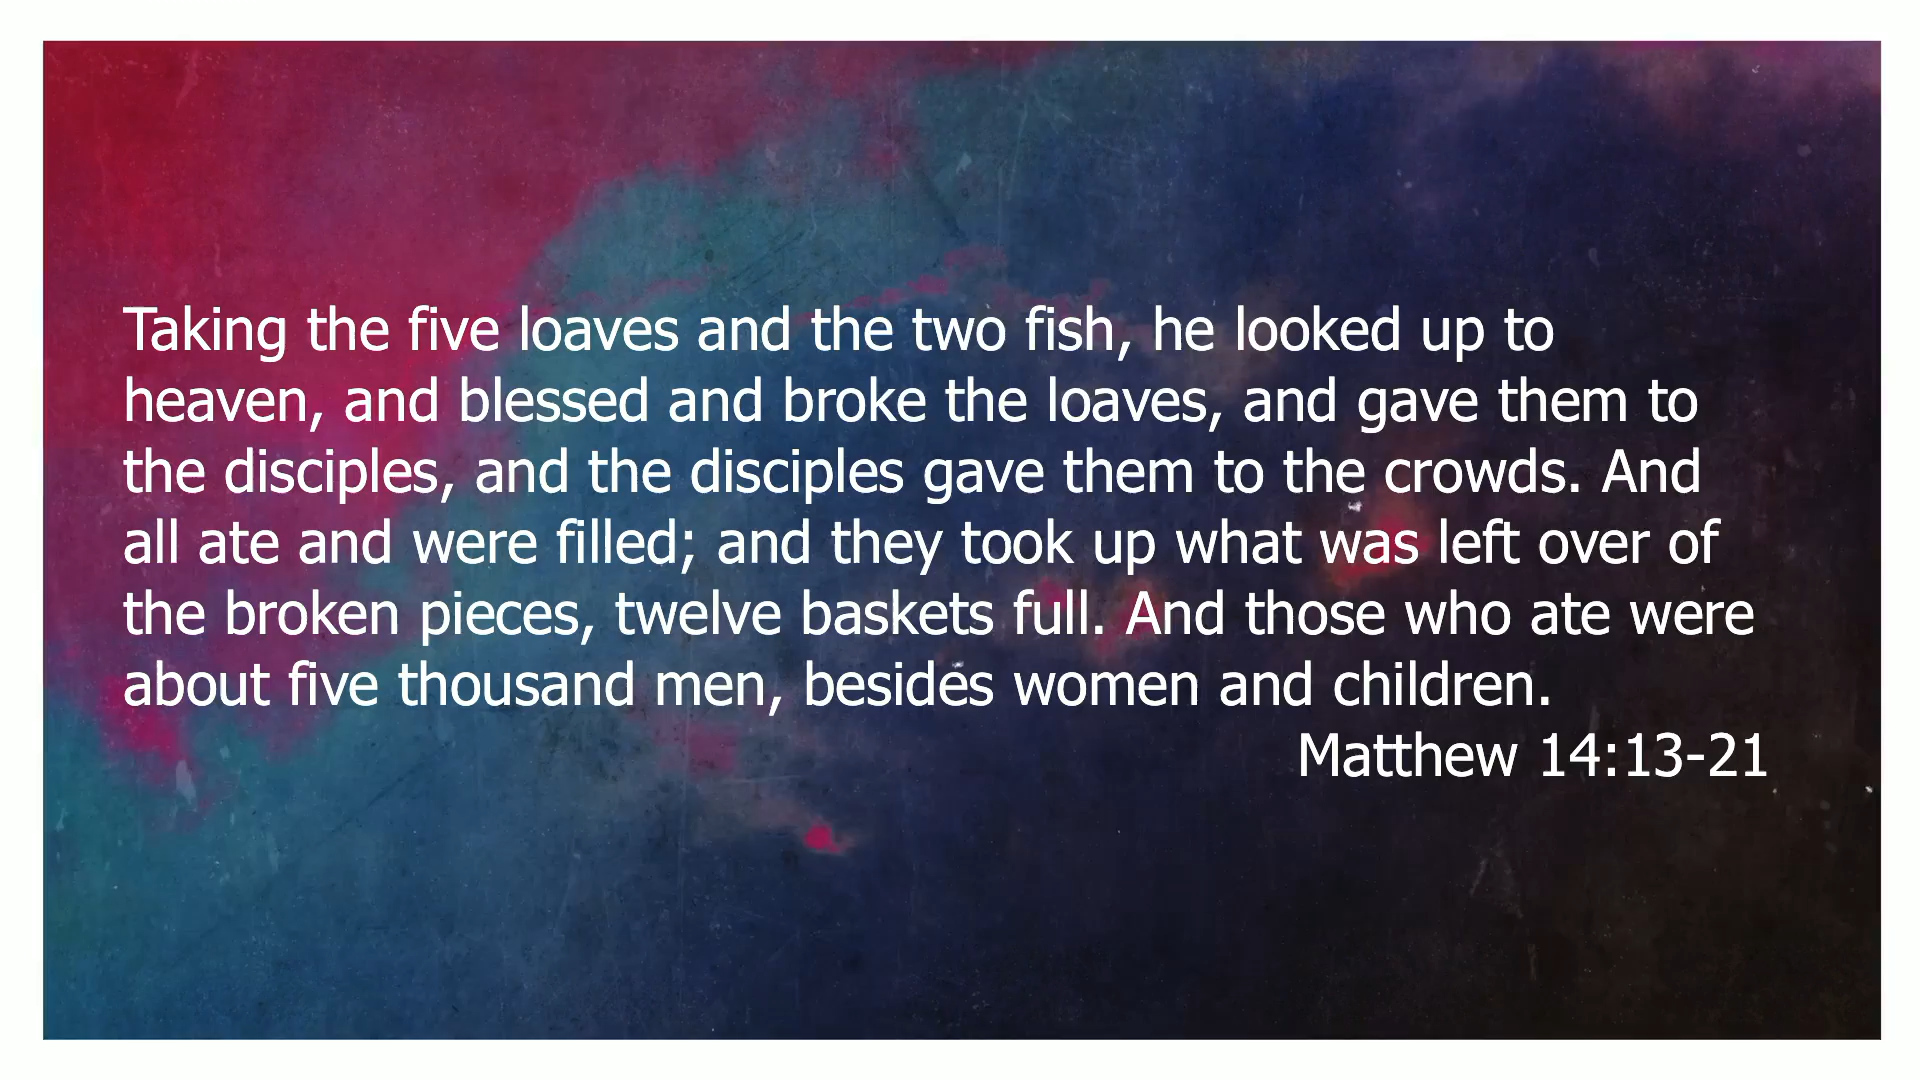 Taking the five loaves and the two fish, he looked up to
heaven, and blessed and broke the loaves, and gave them to
the disciples, and the disciples gave them to the crowds. And
all ate and were filled; and they took up what was left over of
the broken pieces, twelve baskets full. And those who ate were
about five thousand men, besides women and children.
Matthew 14:13-21